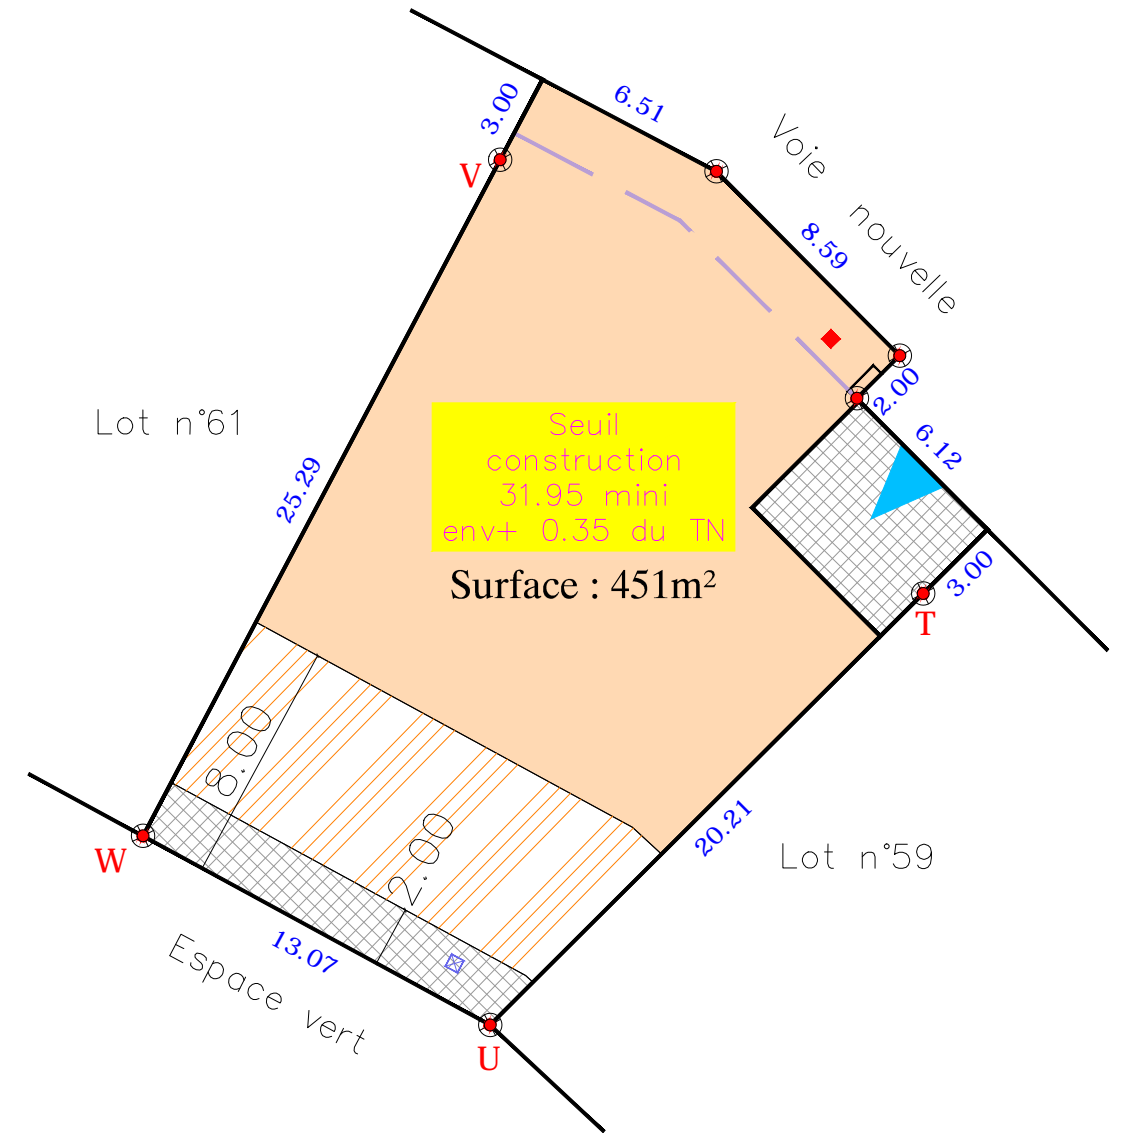 3.00
6.51
Voie
nouvelle
V
8.59
2.00
6.12
Lot n°61
25.29
Seuil
construction
31.95 mini
env+ 0.35 du TN
Surface : 451m²
3.00
T
8.00
2.00
20.21
Lot n°59
W
13.07
Espace vert
U